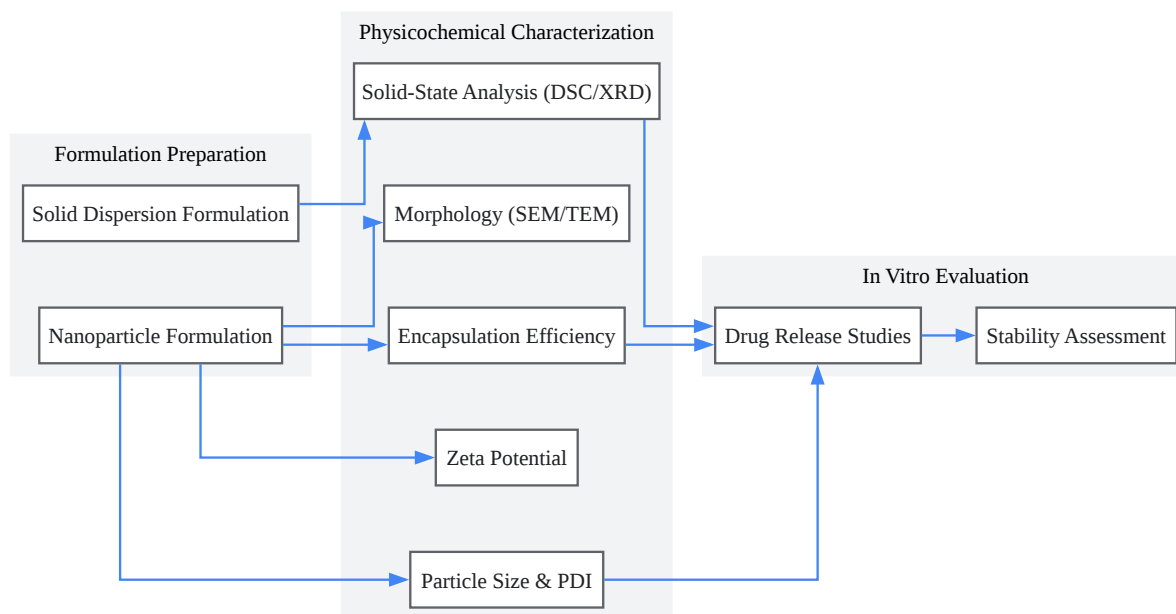 Physicochemical Characterization
Solid-State Analysis (DSC/XRD)
Formulation Preparation
Solid Dispersion Formulation
Morphology (SEM/TEM)
In Vitro Evaluation
Nanoparticle Formulation
Encapsulation Efficiency
Drug Release Studies
Stability Assessment
Zeta Potential
Particle Size & PDI